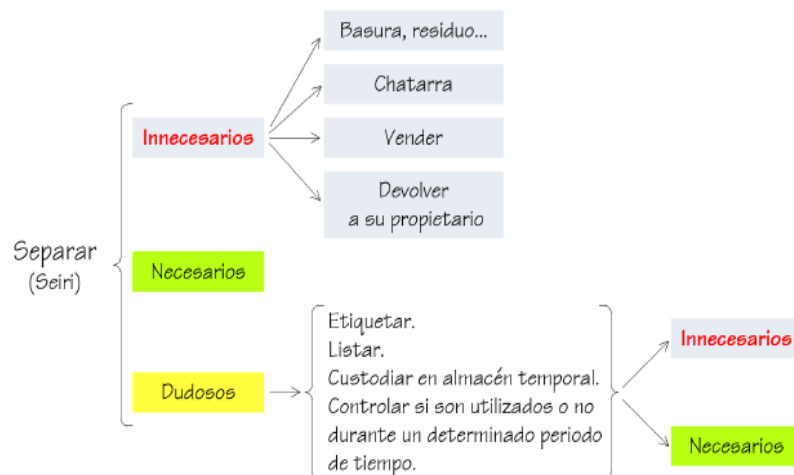 Separar
(Seiri)
Innecesarios
Basura, residuo...
Chatarra
Vender
Devolver
a su propietario
Necesarios
Dudosos
Etiquetar.
Listar.
Custodiar en almacén temporal.
Controlar si son utilizados o no
durante un determinado periodo
de tiempo.
Innecesarios
Necesarios